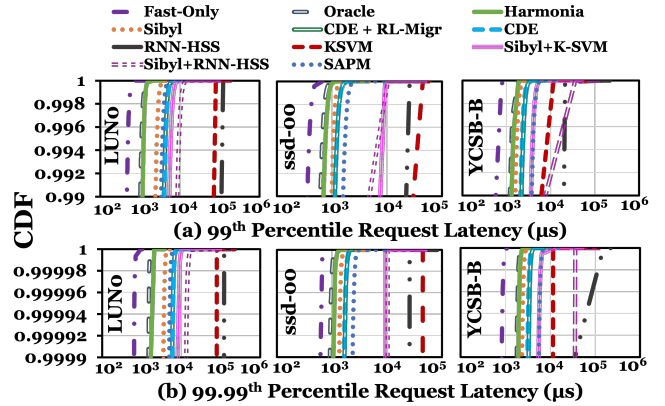 Fast-Only Oracle Harmonia
Sibyl CDE + RL-Migr CDE
RNN-HSS KSVM Sibyl+K-SVM
Sibyl+RNN-HSS SAPM
CDF
1
0.998
0.996
0.994
0.992
0.99
LUN0
ssd-00
YCSB-B
10² 10³ 10⁴ 10⁵ 10⁶ 10² 10³ 10⁴ 10⁵ 10² 10³ 10⁴ 10⁵ 10⁶
(a) 99th Percentile Request Latency (µs)
1
0.99998
0.99996
0.99994
0.99992
0.9999
LUN0
ssd-00
YCSB-B
10² 10³ 10⁴ 10⁵ 10⁶ 10² 10³ 10⁴ 10⁵ 10² 10³ 10⁴ 10⁵ 10⁶
(b) 99.99th Percentile Request Latency (µs)